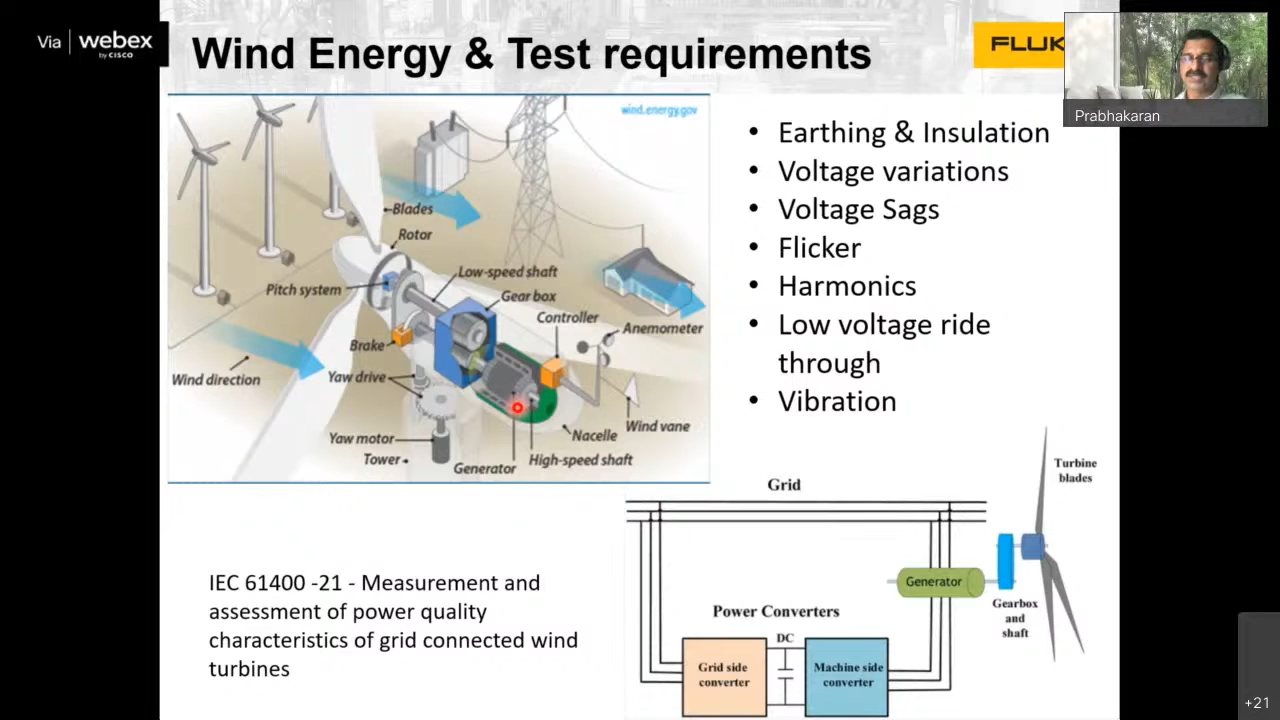 Via webex
by CISCO
Wind Energy & Test requirements
FLUK
Prabhakaran
wind.energy.gov
Blades
Rotor
Low-speed shaft
Pitch system
Gear box
Controller
Anemometer
Brake
Wind direction
Yaw drive
Wind vane
Yaw motor
Nacelle
Tower
Generator
High-speed shaft
• Earthing & Insulation
• Voltage variations
• Voltage Sags
• Flicker
• Harmonics
• Low voltage ride
through
• Vibration
IEC 61400 -21 - Measurement and
assessment of power quality
characteristics of grid connected wind
turbines
Grid
Turbine
blades
Generator
Gearbox
and
shaft
Power Converters
DC
Grid side
converter
Machine side
converter
+21